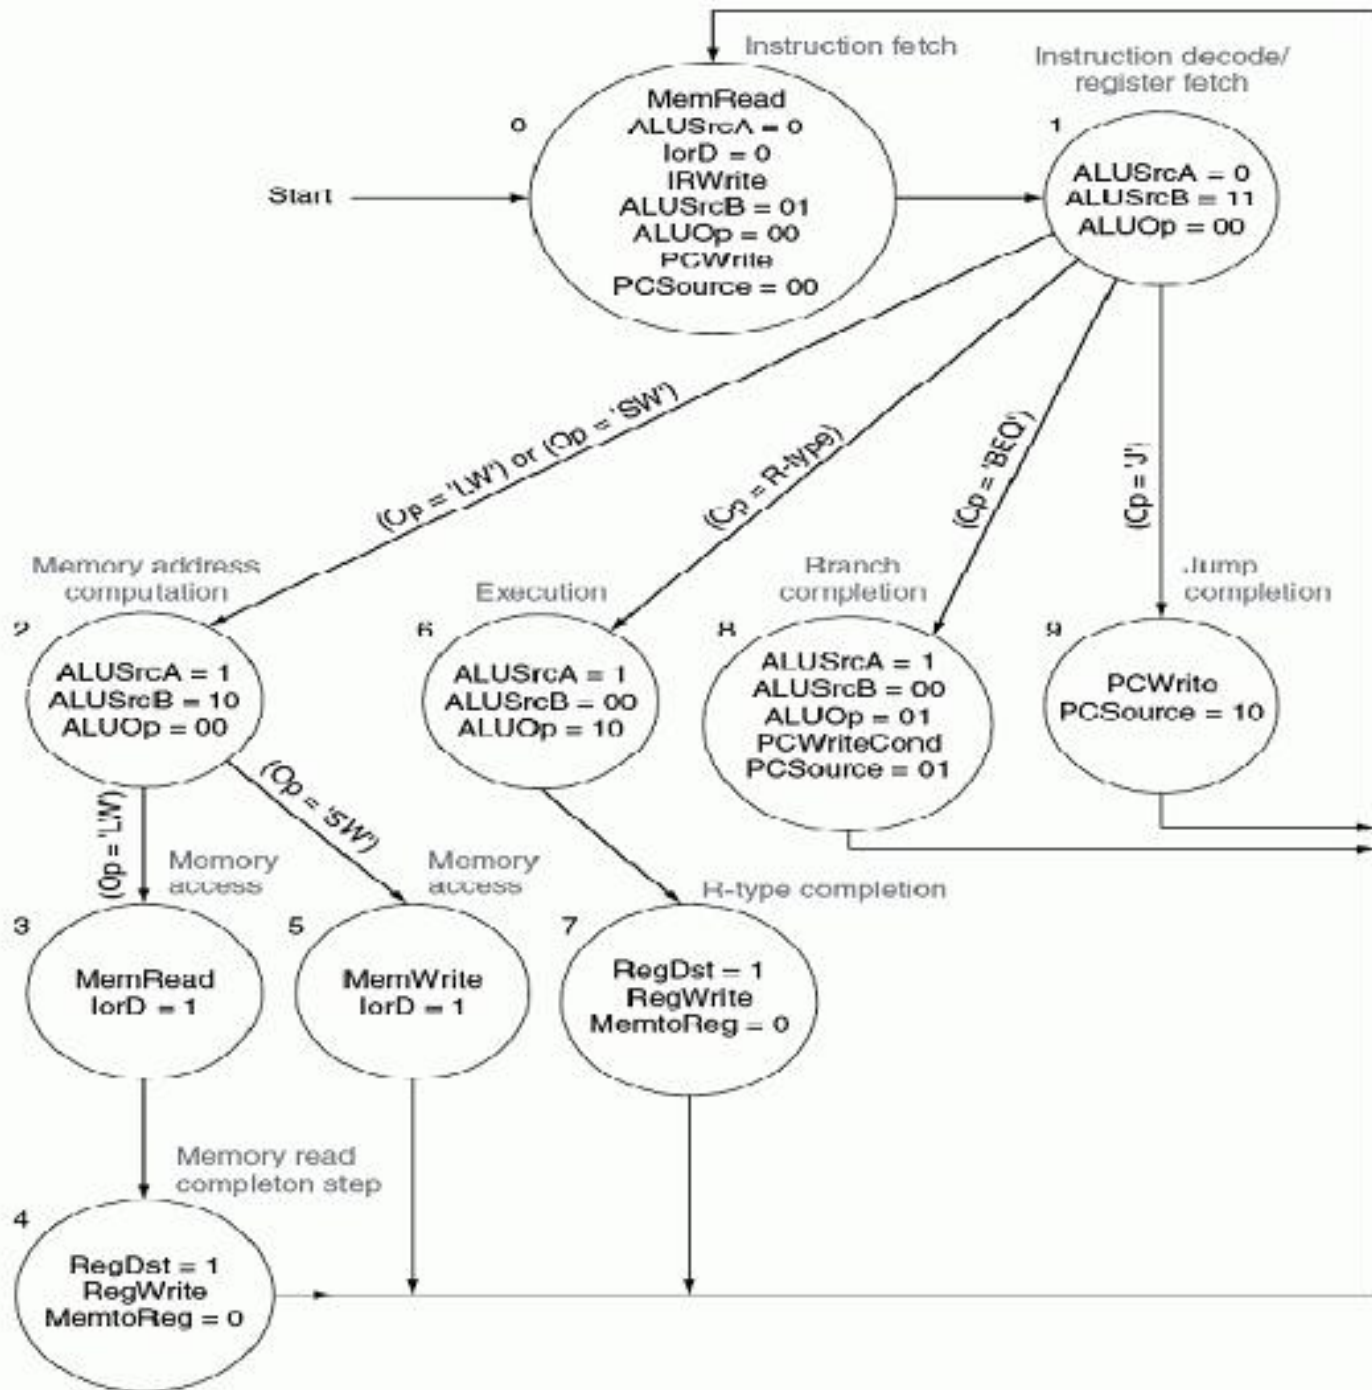 Instruction fetch
Instruction decode/
register fetch
0
MemRead
ALUSrcA = 0
IorD = 0
IRWrite
ALUSrcB = 01
ALUOp = 00
PCWrite
PCSource = 00
1
ALUSrcA = 0
ALUSrcB = 11
ALUOp = 00
Start
(Op = 'LW') or (Op = 'SW')
(Op = R-type)
(Op = 'BEQ')
(Op = 'J')
Memory address
computation
2
ALUSrcA = 1
ALUSrcB = 10
ALUOp = 00
Execution
6
ALUSrcA = 1
ALUSrcB = 00
ALUOp = 10
Branch
completion
8
ALUSrcA = 1
ALUSrcB = 00
ALUOp = 01
PCWriteCond
PCSource = 01
Jump
completion
9
PCWrite
PCSource = 10
(Op = 'LW')
(Op = 'SW')
Memory
access
3
MemRead
IorD = 1
Memory
access
5
MemWrite
IorD = 1
R-type completion
7
RegDst = 1
RegWrite
MemtoReg = 0
Memory read
completon step
4
RegDst = 1
RegWrite
MemtoReg = 0